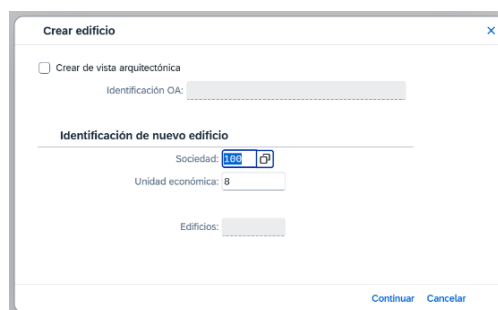 Crear edificio
Crear de vista arquitectónica
Identificación OA:
Identificación de nuevo edificio
Sociedad: 100
Unidad económica: 8
Edificios:
Continuar Cancelar